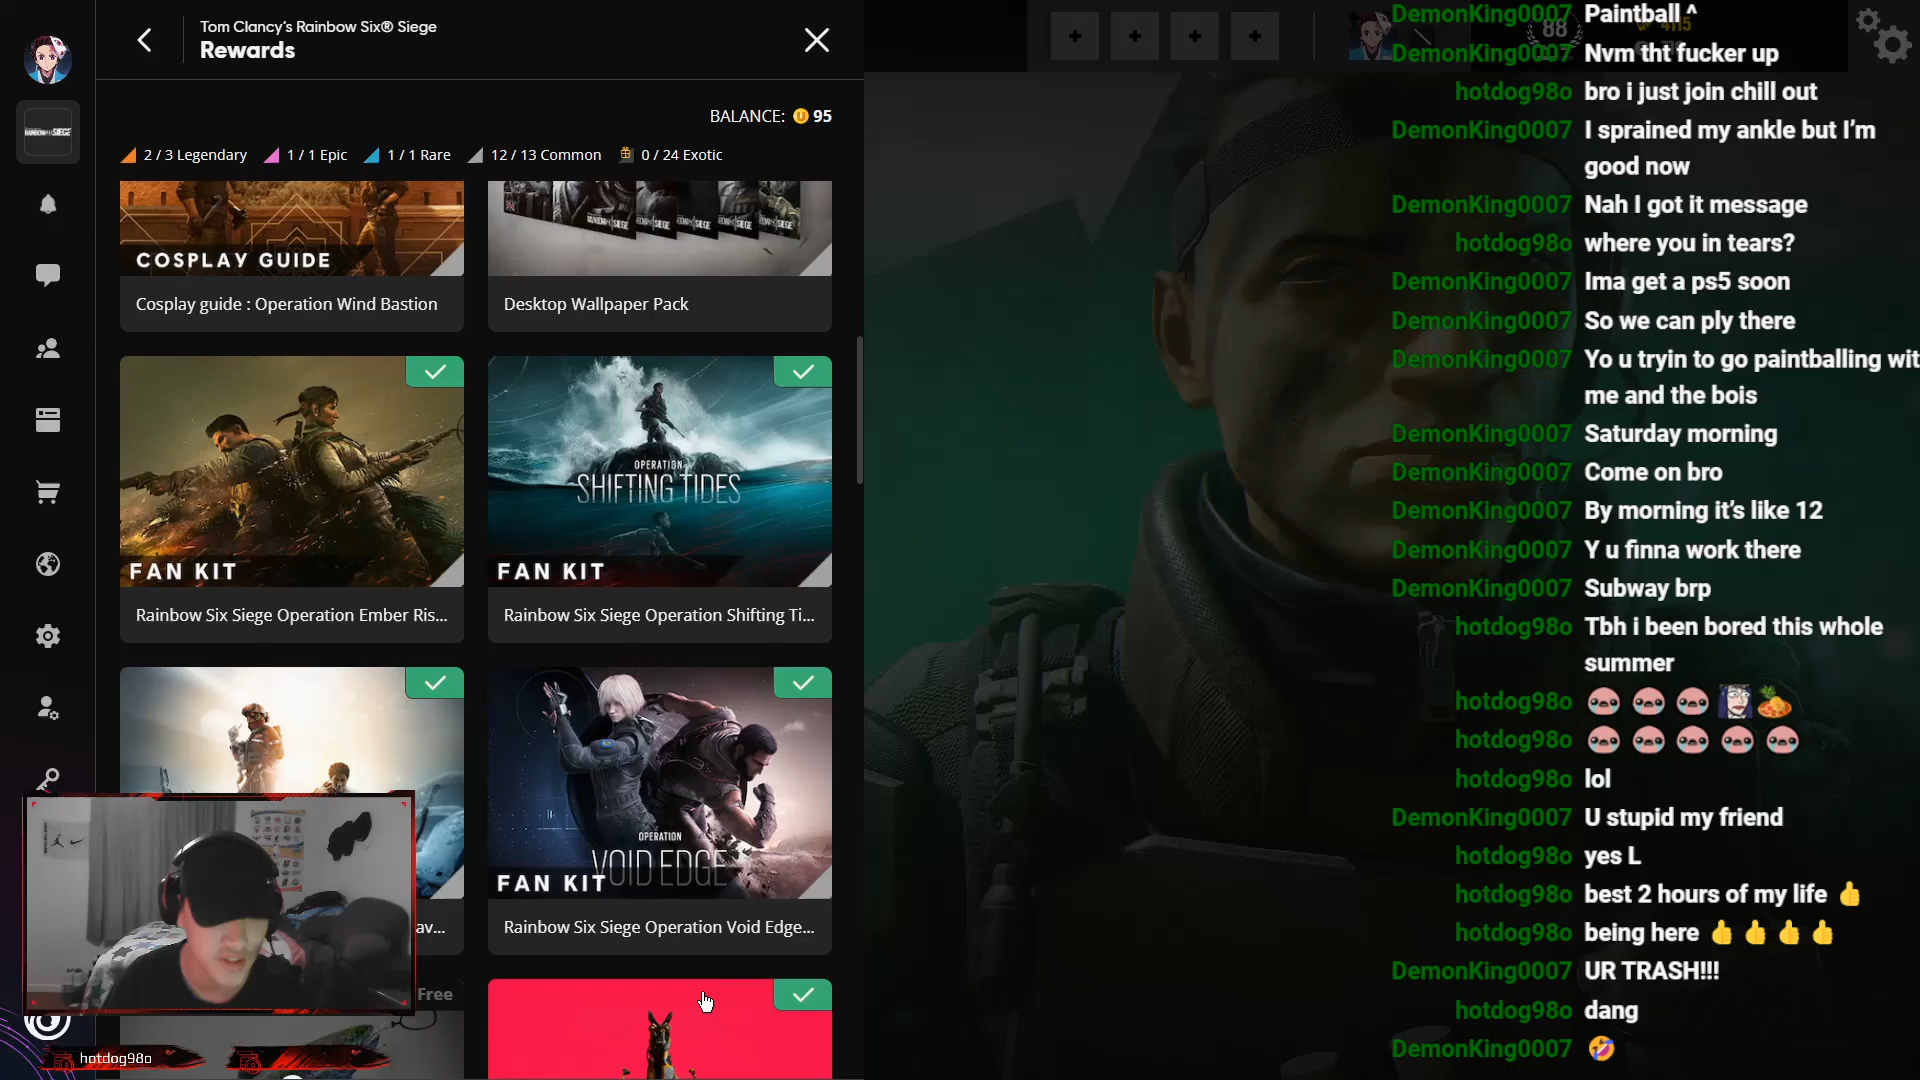 Tom Clancy's Rainbow Six® Siege
Rewards
BALANCE: 95
2 / 3 Legendary 1 / 1 Epic 1 / 1 Rare 12 / 13 Common 0 / 24 Exotic
COSPLAY GUIDE
Cosplay guide : Operation Wind Bastion
Desktop Wallpaper Pack
FAN KIT
Rainbow Six Siege Operation Ember Ris...
OPERATION
SHIFTING TIDES
FAN KIT
Rainbow Six Siege Operation Shifting Ti...
av...
OPERATION
VOID EDGE
FAN KIT
Rainbow Six Siege Operation Void Edge...
Free
hotdog98o
88
DemonKing0007 Paintball ^
DemonKing0007 Nvm tht fucker up
hotdog98o bro i just join chill out
DemonKing0007 I sprained my ankle but I'm
good now
DemonKing0007 Nah I got it message
hotdog98o where you in tears?
DemonKing0007 Ima get a ps5 soon
DemonKing0007 So we can ply there
DemonKing0007 Yo u tryin to go paintballing wit
me and the bois
DemonKing0007 Saturday morning
DemonKing0007 Come on bro
DemonKing0007 By morning it's like 12
DemonKing0007 Y u finna work there
DemonKing0007 Subway brp
hotdog98o Tbh i been bored this whole
summer
hotdog98o
hotdog98o
hotdog98o lol
DemonKing0007 U stupid my friend
hotdog98o yes L
hotdog98o best 2 hours of my life 👍
hotdog98o being here 👍 👍 👍 👍
DemonKing0007 UR TRASH!!!
hotdog98o dang
DemonKing0007 🤣